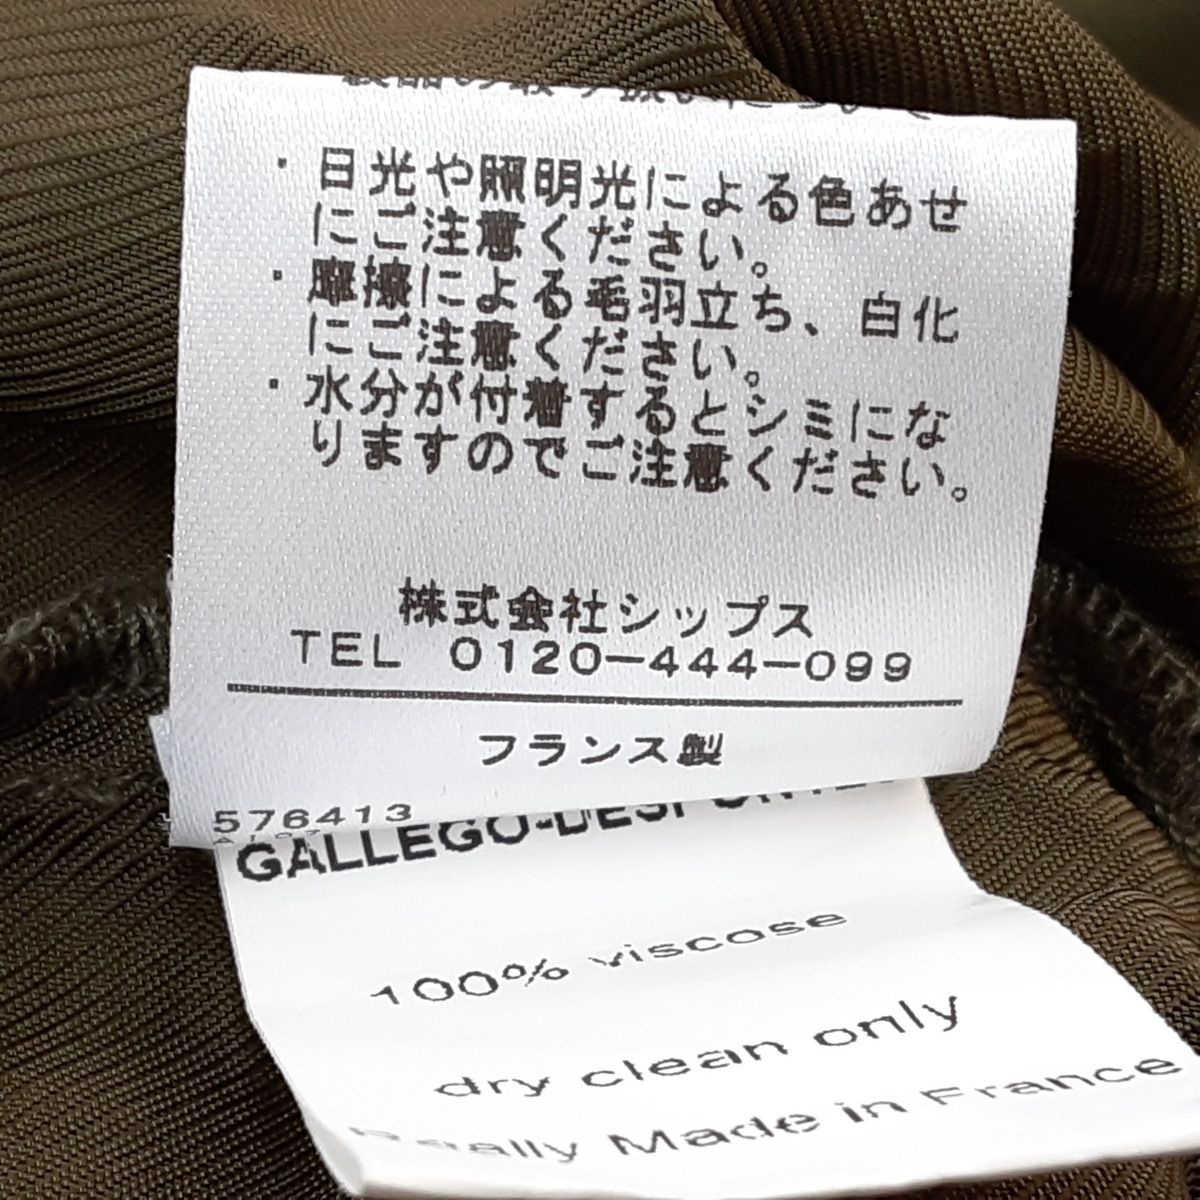 ・日光や照明光による色あせ
にご注意ください。
・摩擦による毛羽立ち、白化
にご注意ください。
・水分が付着するとシミにな
りますのでご注意ください。
株式会社シップス
TEL 0120-444-099
フランス製
576413
GALLEGO-DESPORTES
100% viscose
dry clean only
Really Made in France